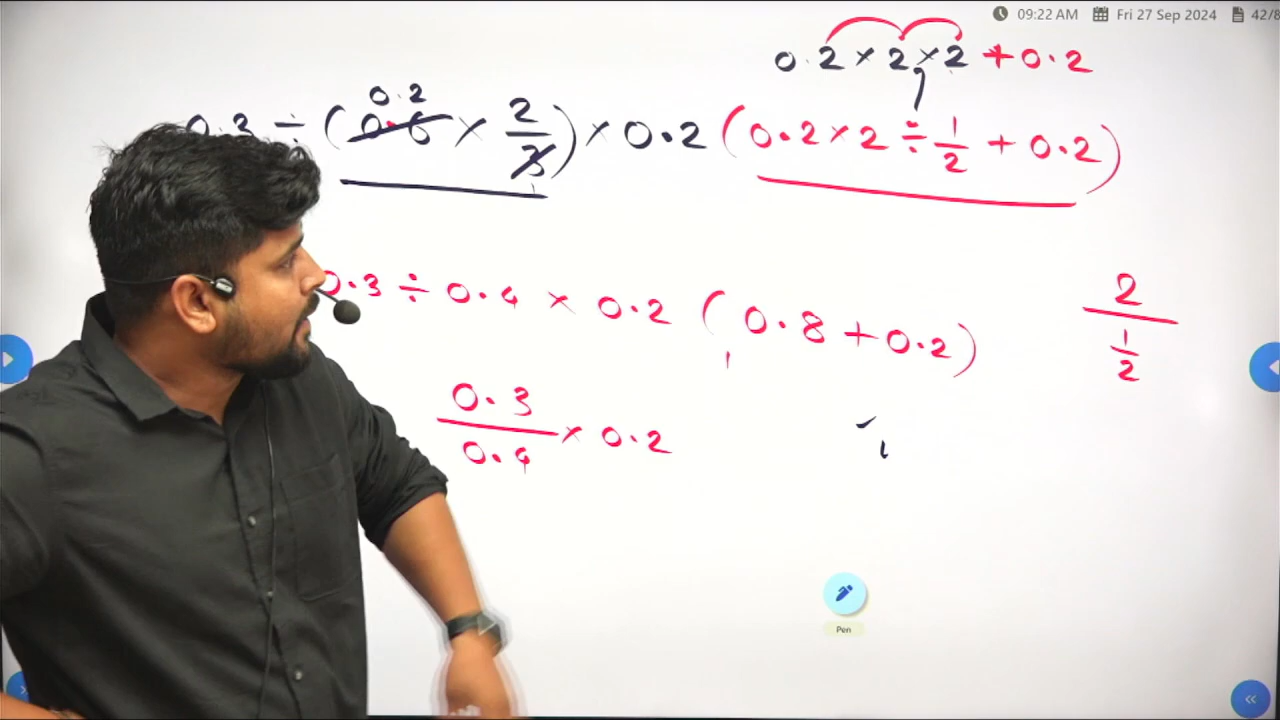 09:22 AM Fri 27 Sep 2024 42/8
0.2 × 2 × 2 + 0.2
0.2
0.3 ÷ (0.6 × 2/3) × 0.2 (0.2 × 2 ÷ 1/2 + 0.2)
1
0.3 ÷ 0.4 × 0.2 (0.8 + 0.2)
2
1/2
0.3/0.4 × 0.2
Pen